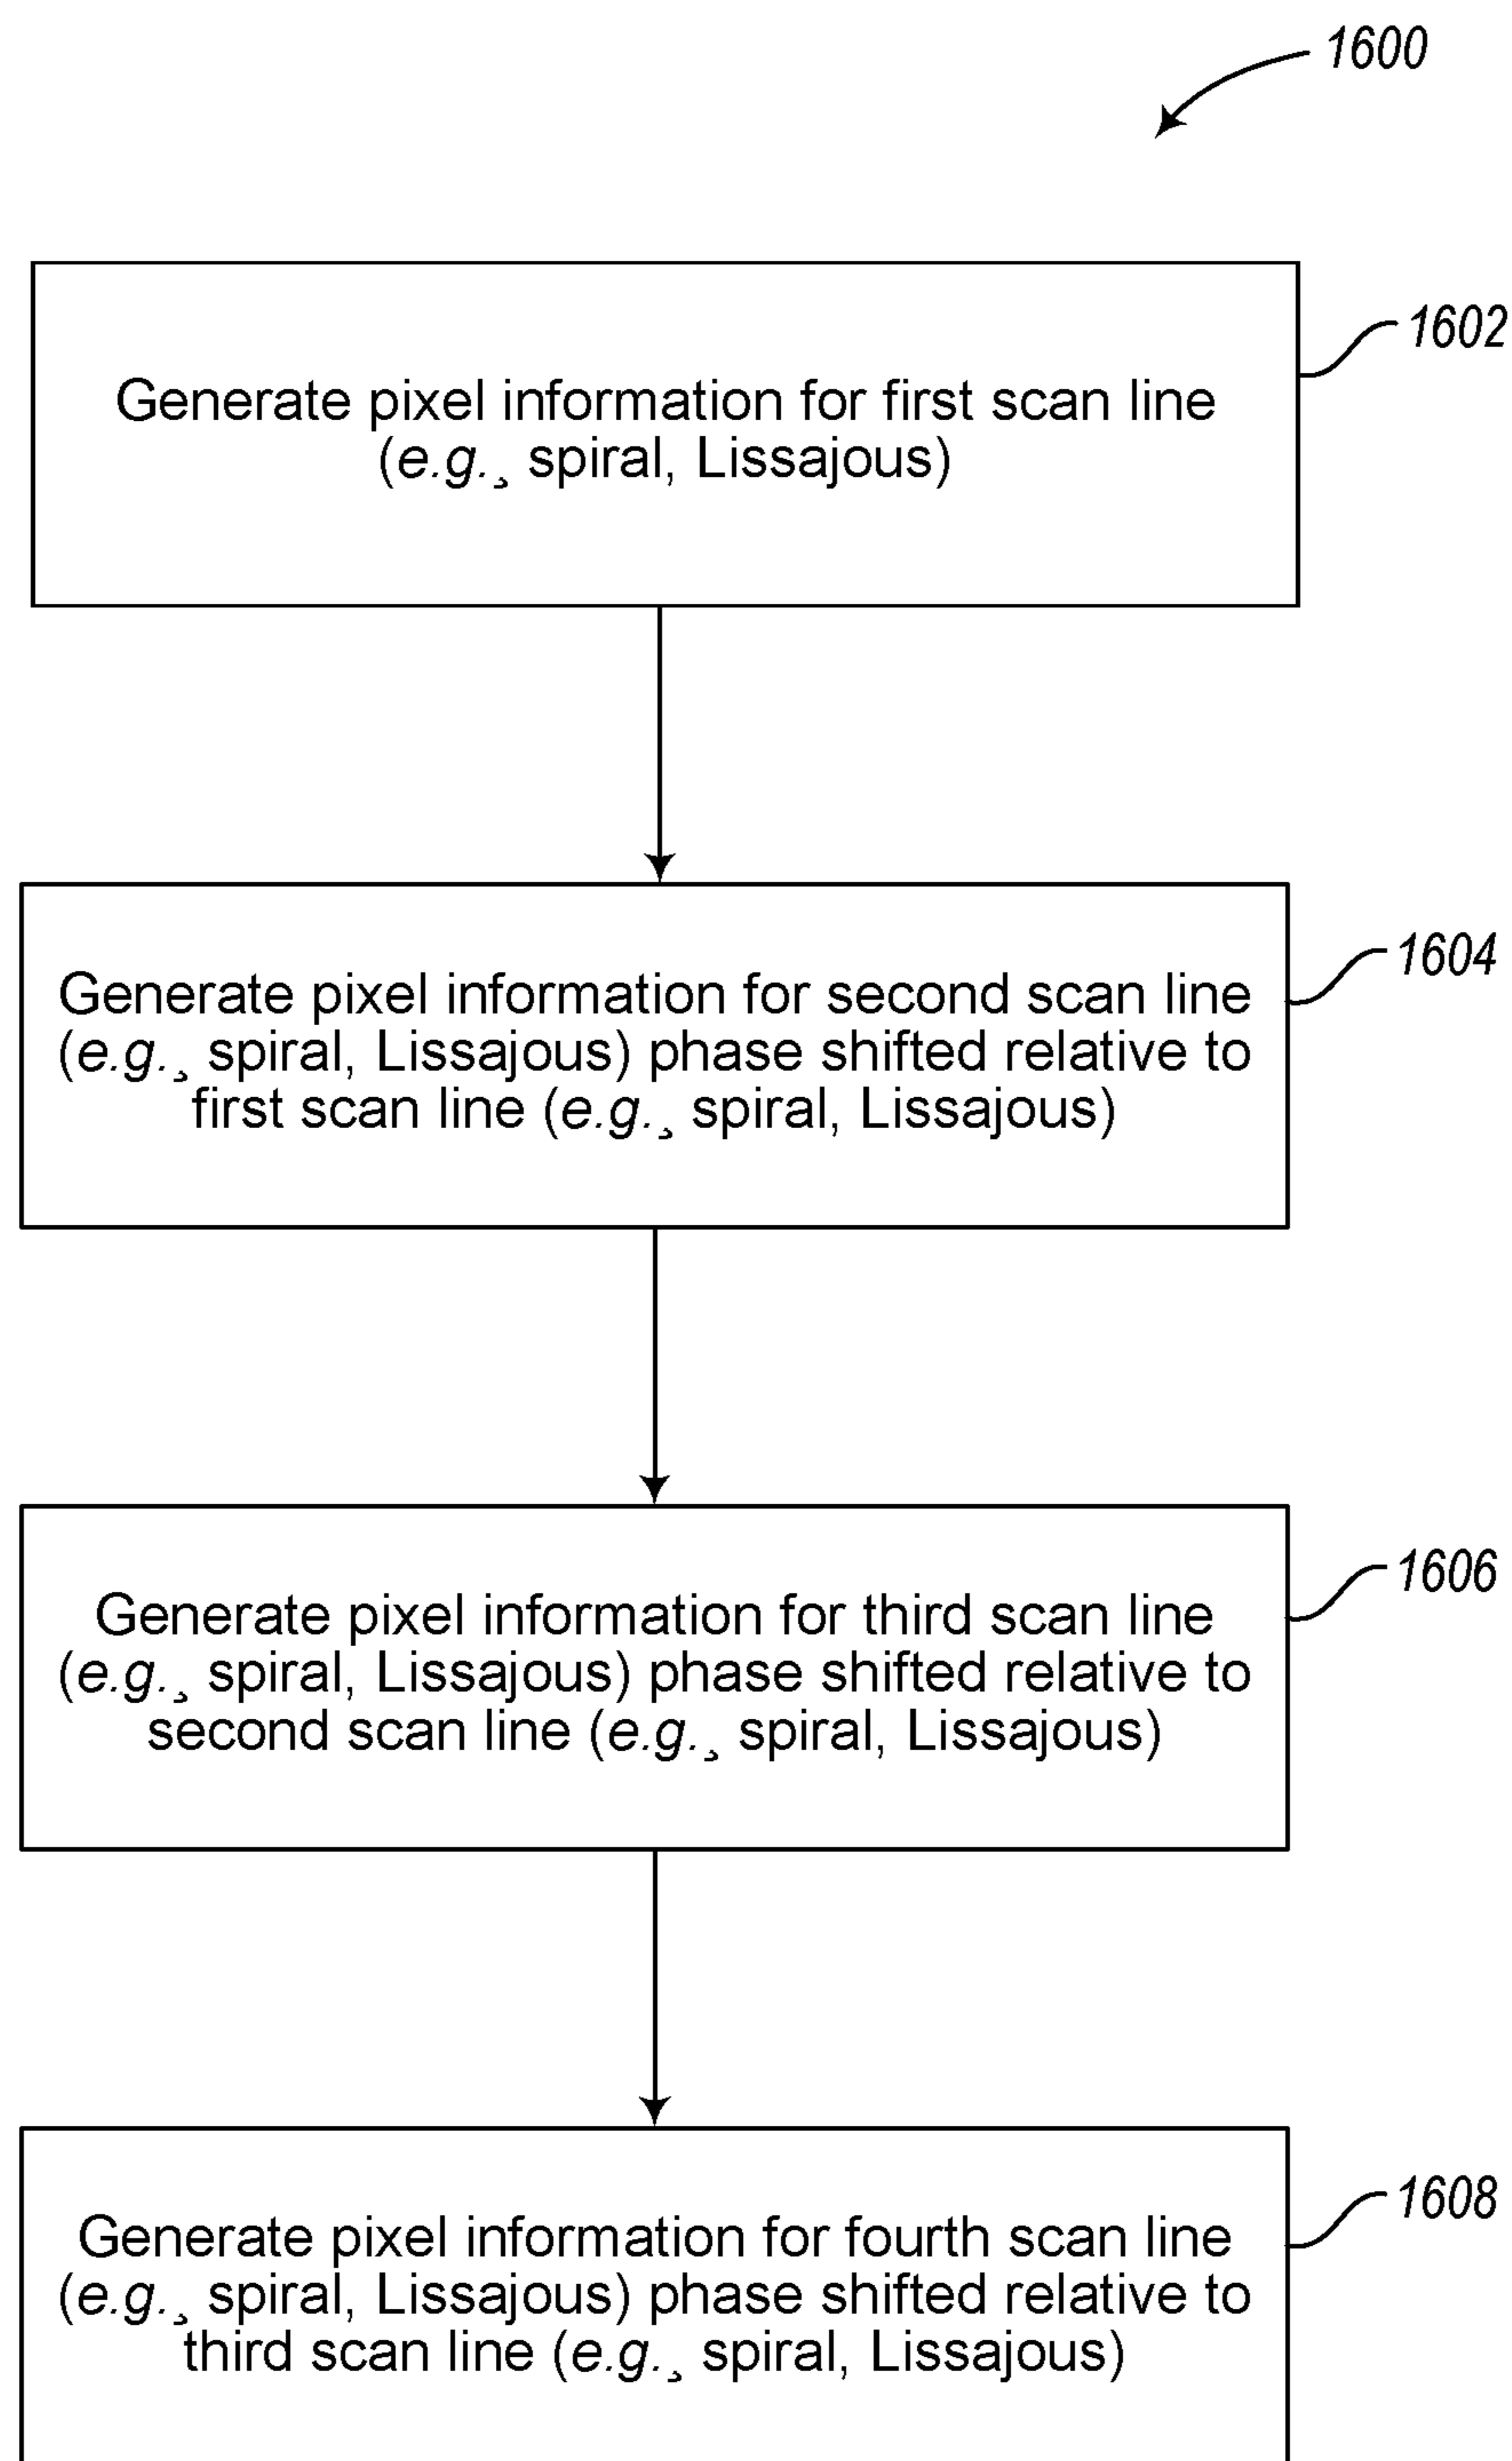 1600
Generate pixel information for first scan line
(e.g.¸ spiral, Lissajous)
1602
Generate pixel information for second scan line
(e.g.¸ spiral, Lissajous) phase shifted relative to
first scan line (e.g.¸ spiral, Lissajous)
1604
Generate pixel information for third scan line
(e.g.¸ spiral, Lissajous) phase shifted relative to
second scan line (e.g.¸ spiral, Lissajous)
1606
Generate pixel information for fourth scan line
(e.g.¸ spiral, Lissajous) phase shifted relative to
third scan line (e.g.¸ spiral, Lissajous)
1608